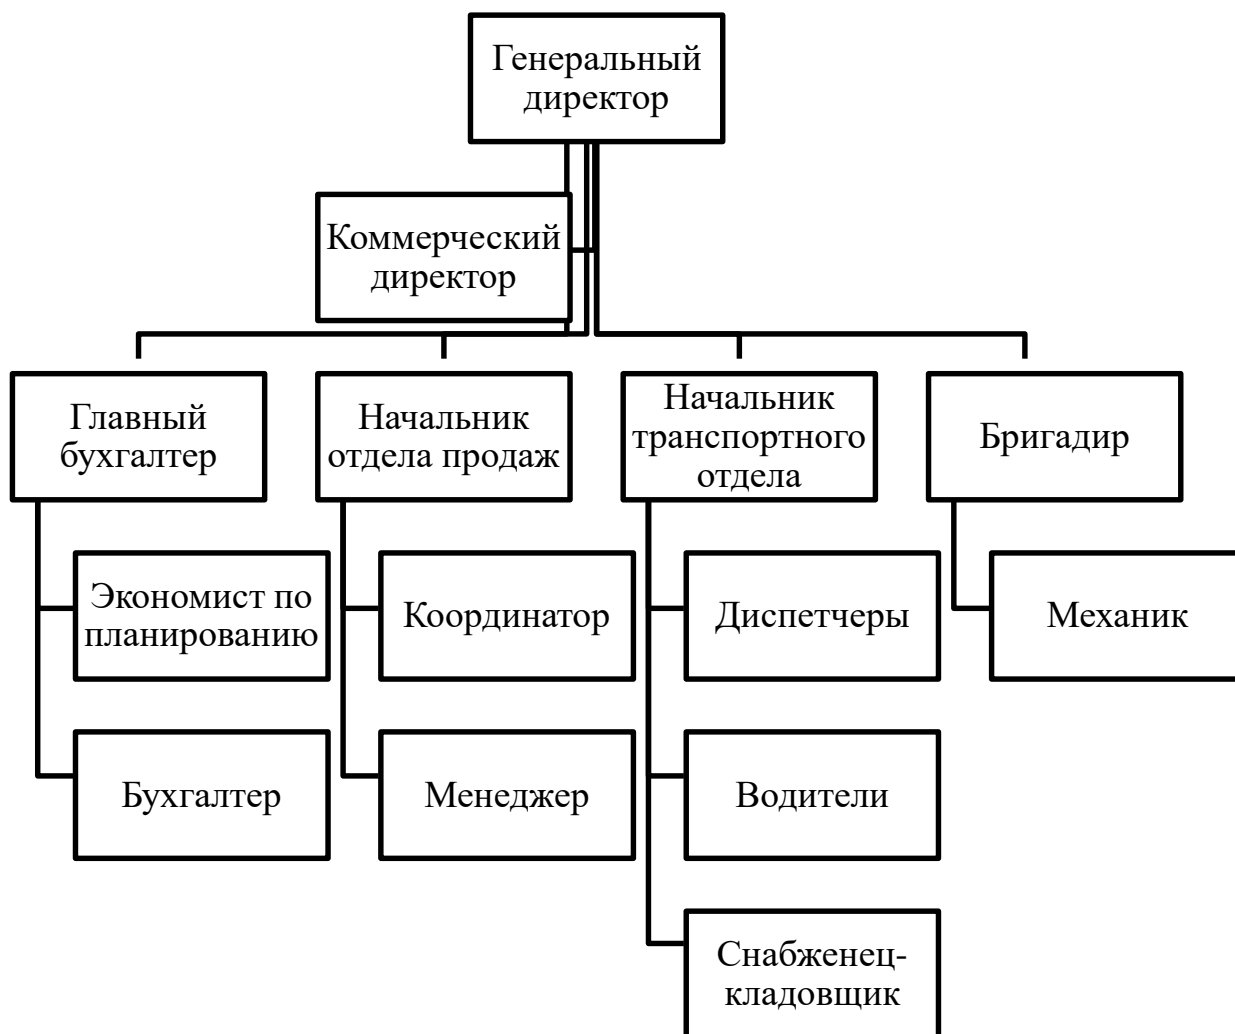 Генеральный
директор
Коммерческий
директор
Главный
бухгалтер
Начальник
отдела продаж
Начальник
транспортного
отдела
Бригадир
Экономист по
планированию
Координатор
Диспетчеры
Механик
Бухгалтер
Менеджер
Водители
Снабженец-
кладовщик